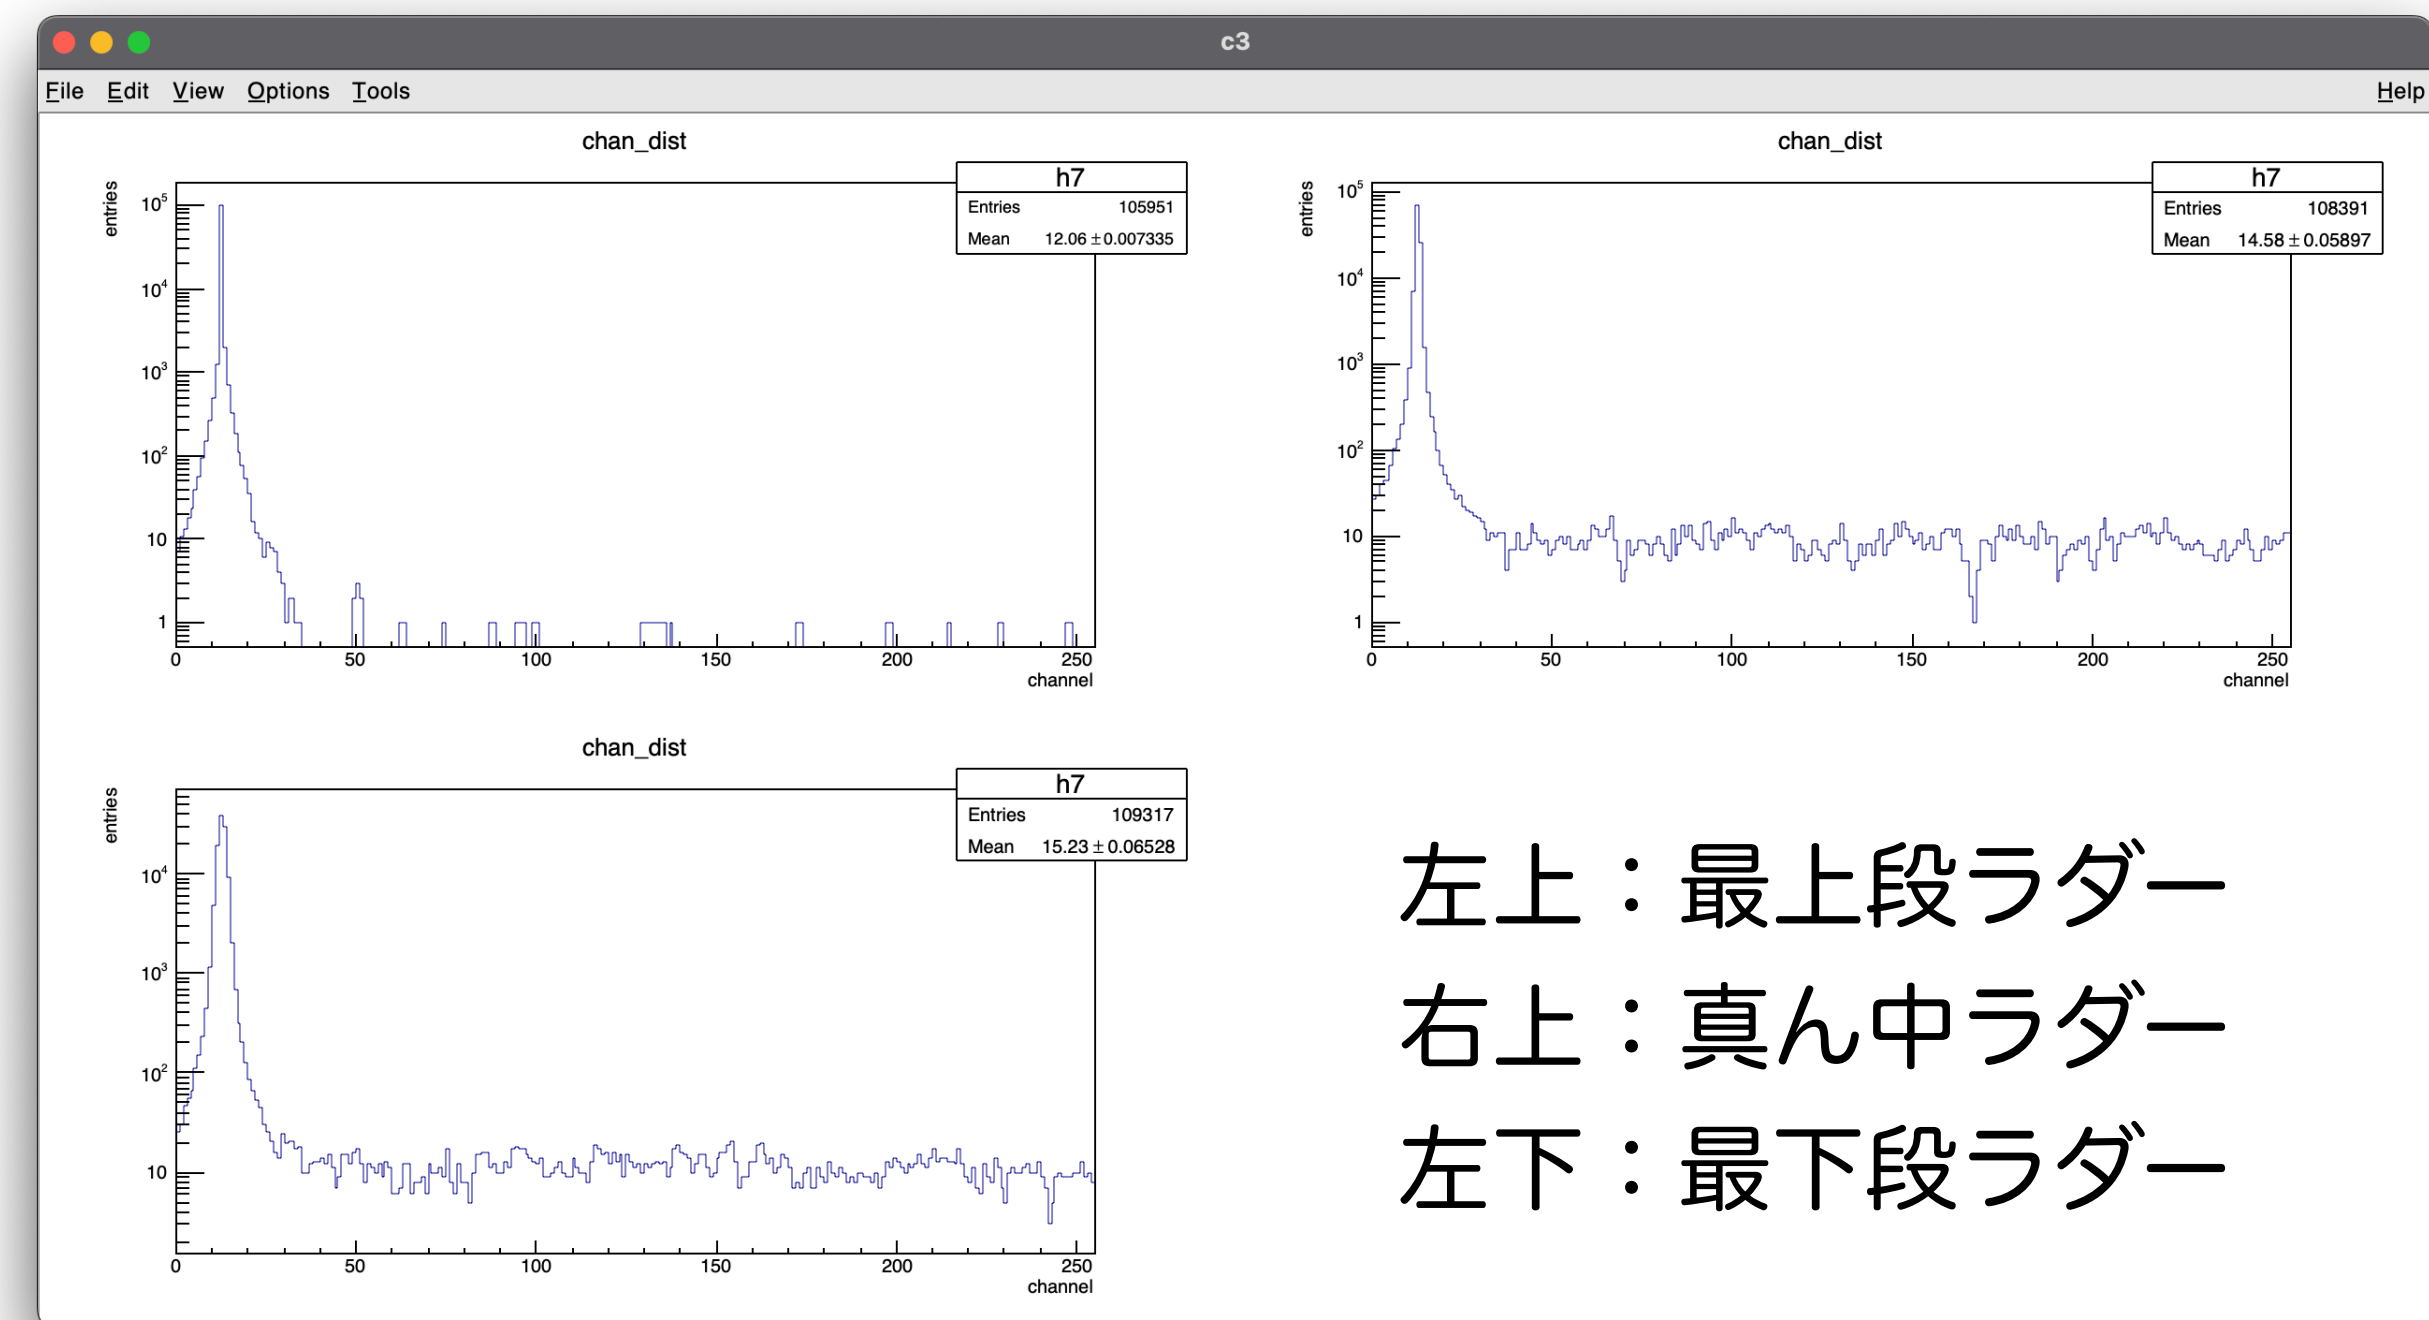 c3
File Edit View Options Tools Help
chan_dist
h7
Entries 105951
Mean 12.06±0.007335
entries
10^5
10^4
10^3
10^2
10
1
0 50 100 150 200 250
channel
chan_dist
h7
Entries 108391
Mean 14.58±0.05897
entries
10^5
10^4
10^3
10^2
10
1
0 50 100 150 200 250
channel
chan_dist
h7
Entries 109317
Mean 15.23±0.06528
entries
10^4
10^3
10^2
10
0 50 100 150 200 250
channel
左上：最上段ラダー
右上：真ん中ラダー
左下：最下段ラダー